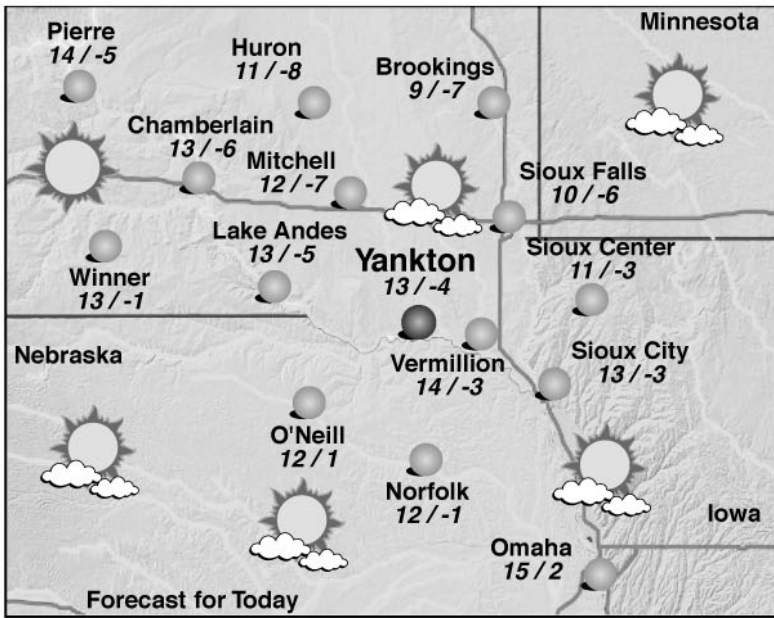 Pierre
14 / -5
Huron
11 / -8
Brookings
9 / -7
Minnesota
Chamberlain
13 / -6
Mitchell
12 / -7
Sioux Falls
10 / -6
Lake Andes
13 / -5
Yankton
13 / -4
Sioux Center
11 / -3
Winner
13 / -1
Nebraska
Vermillion
14 / -3
Sioux City
13 / -3
O'Neill
12 / 1
Norfolk
12 / -1
Iowa
Omaha
15 / 2
Forecast for Today